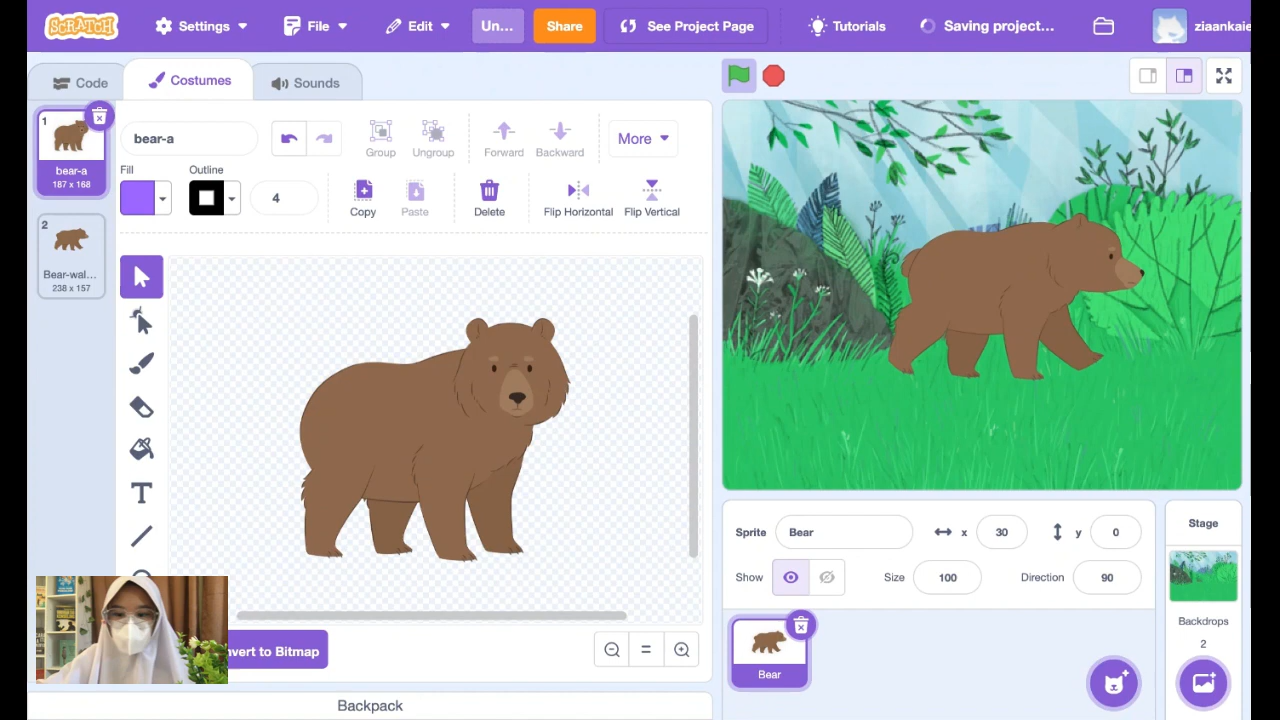 SCRATCH
Settings
File
Edit
Un...
Share
See Project Page
Tutorials
Saving project...
ziaankaie
Code
Costumes
Sounds
1
bear-a
187 x 168
2
Bear-wal...
238 x 157
bear-a
Group
Ungroup
Forward
Backward
More
Fill
Outline
4
Copy
Paste
Delete
Flip Horizontal
Flip Vertical
T
nvert to Bitmap
Backpack
Sprite
Bear
x
30
y
0
Show
Size
100
Direction
90
Bear
Stage
Backdrops
2